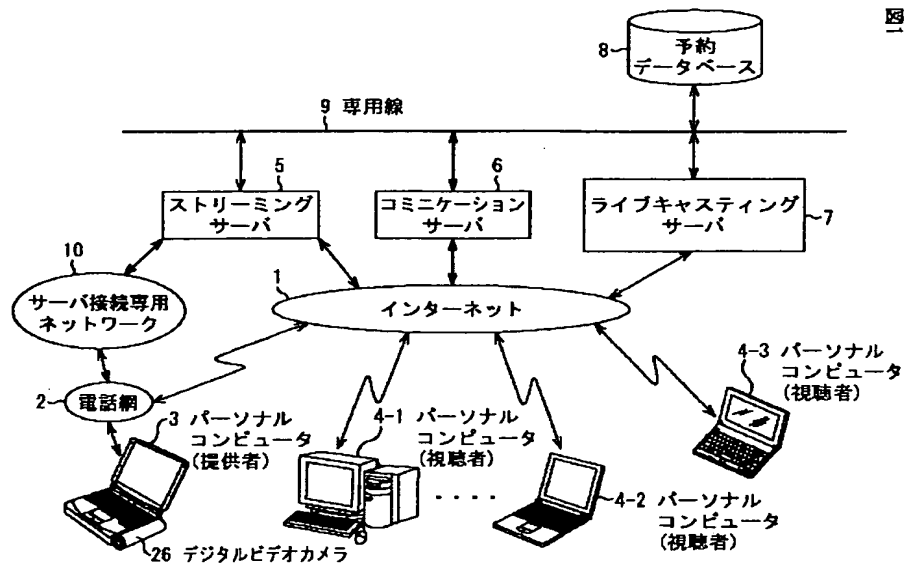 図1
8
予約
データベース
9 専用線
5
ストリーミング
サーバ
6
コミニケーション
サーバ
ライブキャスティング
サーバ
7
10
サーバ接続専用
ネットワーク
1
インターネット
2
電話網
3 パーソナル
コンピュータ
(提供者)
4-1 パーソナル
コンピュータ
(視聴者)
4-3 パーソナル
コンピュータ
(視聴者)
4-2 パーソナル
コンピュータ
(視聴者)
26 デジタルビデオカメラ